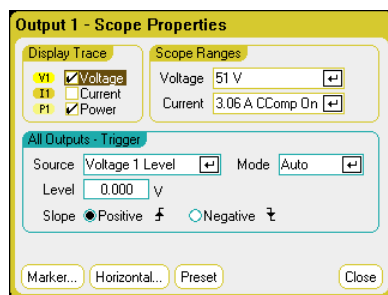 Output 1 - Scope Properties
Display Trace
Scope Ranges
V1 Voltage
I1 Current
P1 Power
Voltage 51 V
Current 3.06 A CComp On
All Outputs - Trigger
Source Voltage 1 Level Mode Auto
Level 0.000 V
Slope Positive Negative
Marker... Horizontal... Preset Close